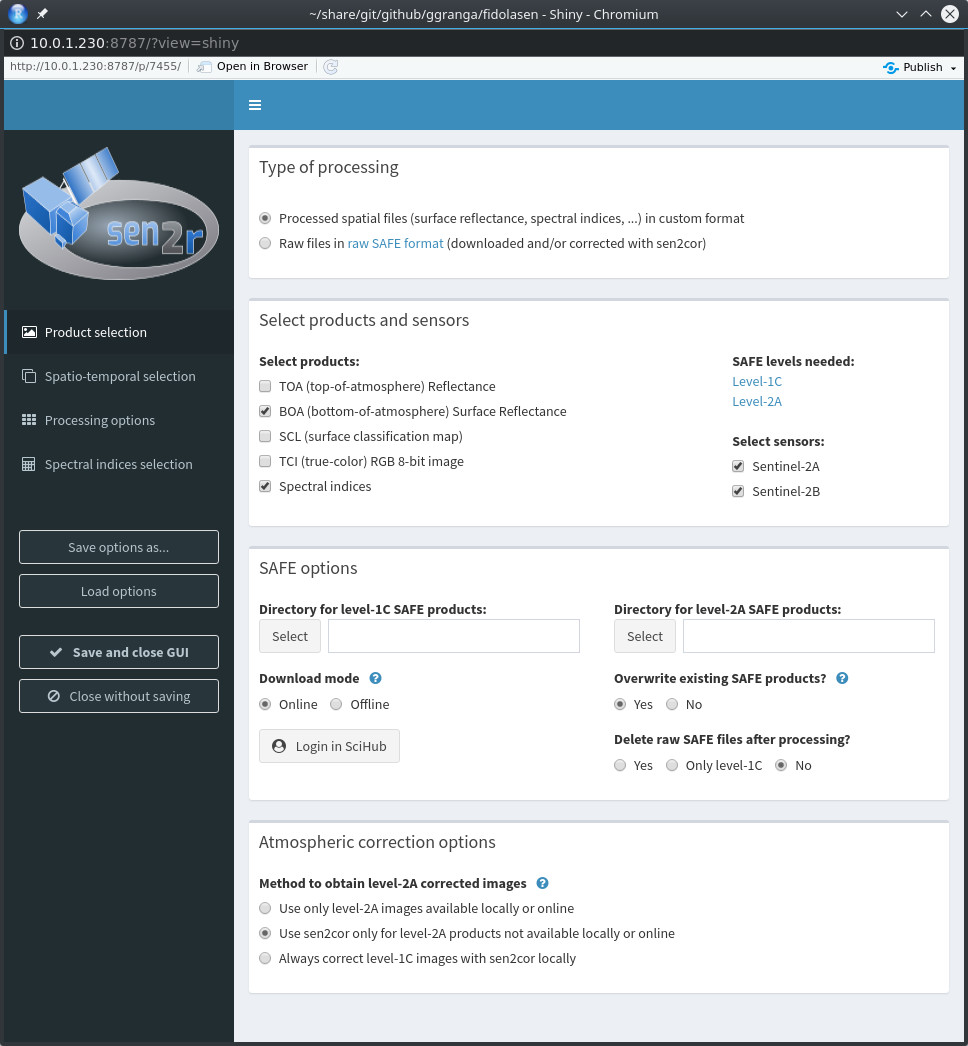 ~/share/git/github/ggranga/fidolasen - Shiny - Chromium
10.0.1.230:8787/?view=shiny
http://10.0.1.230:8787/p/7455/ Open in Browser Publish
sen2r
Product selection
Spatio-temporal selection
Processing options
Spectral indices selection
Save options as...
Load options
Save and close GUI
Close without saving
Type of processing
Processed spatial files (surface reflectance, spectral indices, ...) in custom format
Raw files in raw SAFE format (downloaded and/or corrected with sen2cor)
Select products and sensors
Select products:
TOA (top-of-atmosphere) Reflectance
BOA (bottom-of-atmosphere) Surface Reflectance
SCL (surface classification map)
TCI (true-color) RGB 8-bit image
Spectral indices
SAFE levels needed:
Level-1C
Level-2A
Select sensors:
Sentinel-2A
Sentinel-2B
SAFE options
Directory for level-1C SAFE products:
Select
Download mode ?
Online Offline
Login in SciHub
Directory for level-2A SAFE products:
Select
Overwrite existing SAFE products? ?
Yes No
Delete raw SAFE files after processing?
Yes Only level-1C No
Atmospheric correction options
Method to obtain level-2A corrected images ?
Use only level-2A images available locally or online
Use sen2cor only for level-2A products not available locally or online
Always correct level-1C images with sen2cor locally